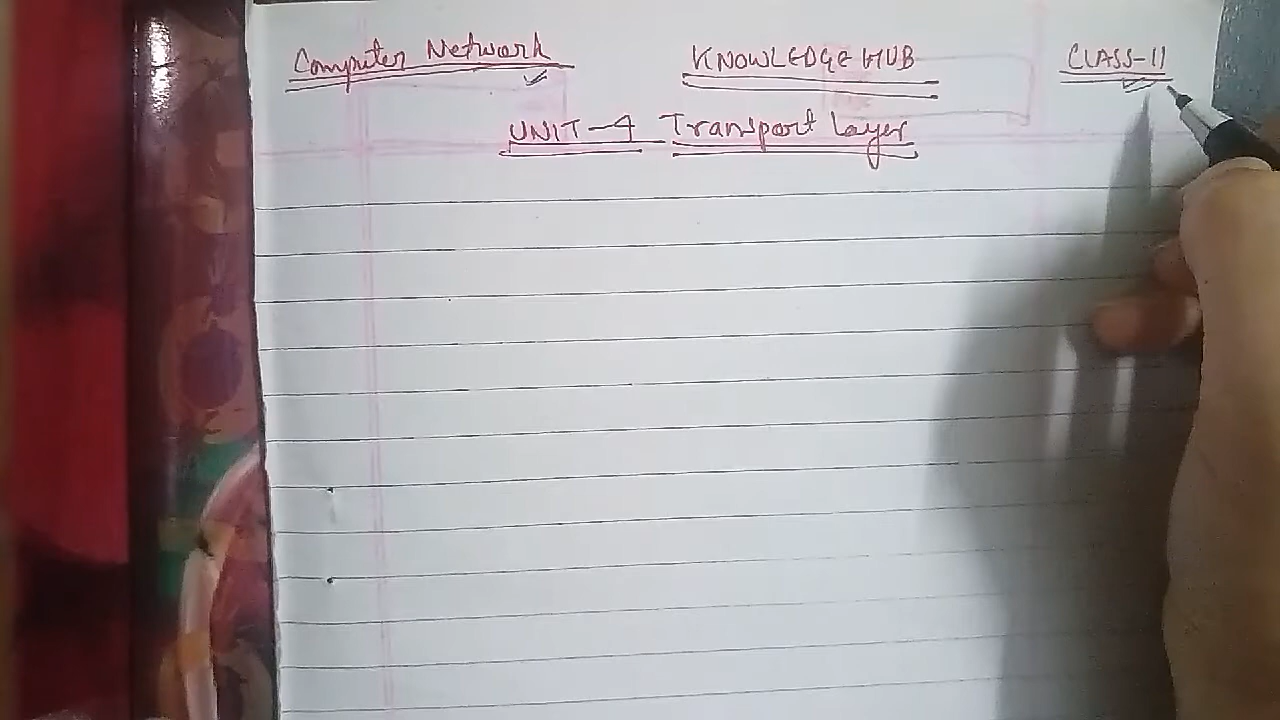 Computer Network KNOWLEDGE HUB CLASS-11
UNIT-4 Transport Layer